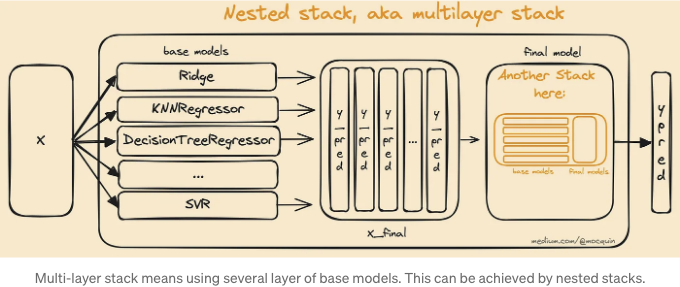 Nested stack, aka multilayer stack
base models
final model
X
Ridge
KNNRegressor
DecisionTreeRegressor
...
SVR
y_pred
y_pred
y_pred
...
y_pred
X_final
Another Stack
here:
base models
final models
y pred
medium.com/@mocquin
Multi-layer stack means using several layer of base models. This can be achieved by nested stacks.